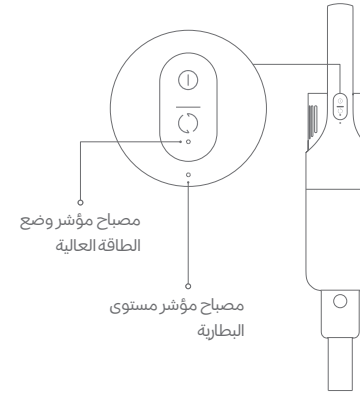 مصباح مؤشر وضع
الطاقة العالية
مصباح مؤشر مستوى
البطارية